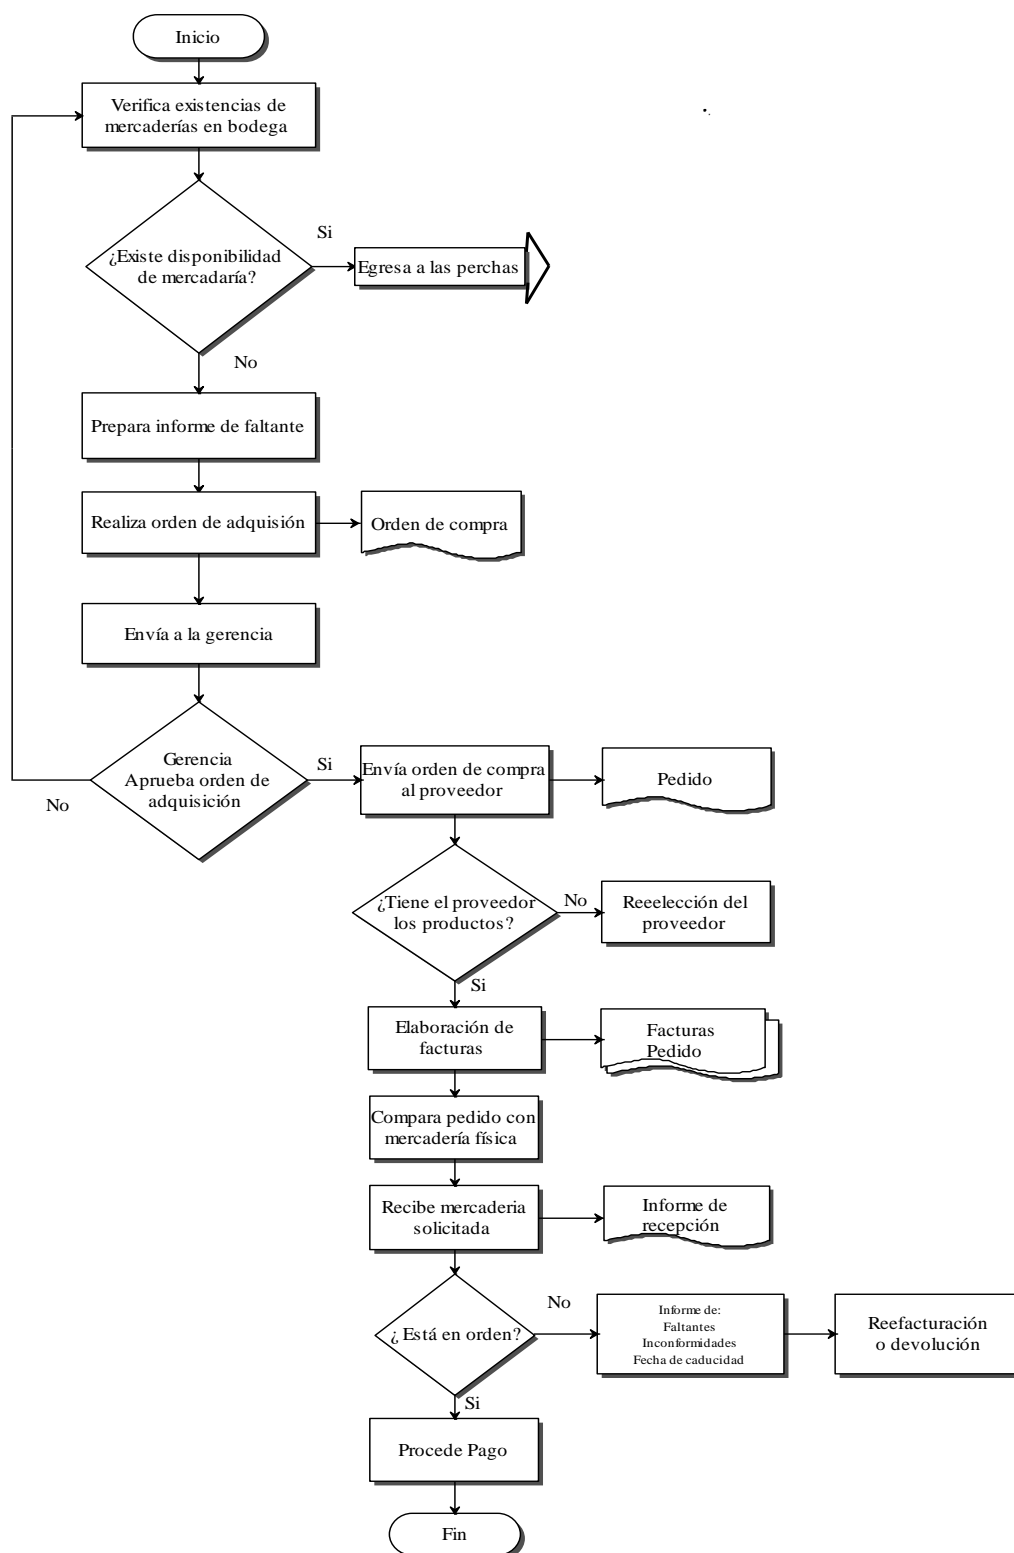 Inicio
Verifica existencias de
mercaderías en bodega
¿Existe disponibilidad
de mercadaría?
Si
Egresa a las perchas
No
Prepara informe de faltante
Realiza orden de adquisión
Orden de compra
Envía a la gerencia
Gerencia
Aprueba orden de
adquisición
No
Si
Envía orden de compra
al proveedor
Pedido
¿Tiene el proveedor
los productos?
No
Reeelección del
proveedor
Si
Elaboración de
facturas
Facturas
Pedido
Compara pedido con
mercadería física
Recibe mercaderia
solicitada
Informe de
recepción
¿ Está en orden?
No
Informe de:
Faltantes
Inconformidades
Fecha de caducidad
Reefacturación
o devolución
Si
Procede Pago
Fin